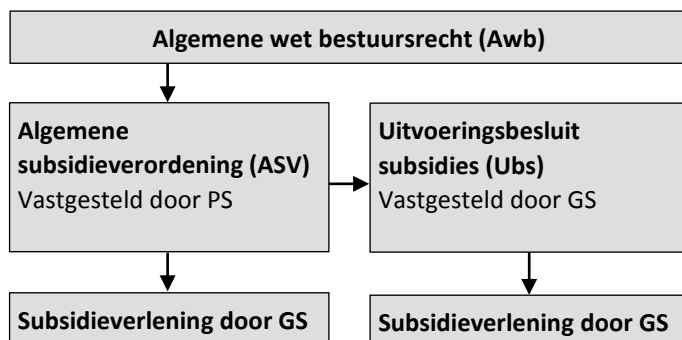 Algemene wet bestuursrecht (Awb)
Algemene
subsidieverordening (ASV)
Vastgesteld door PS
Uitvoeringsbesluit
subsidies (Ubs)
Vastgesteld door GS
Subsidieverlening door GS
Subsidieverlening door GS